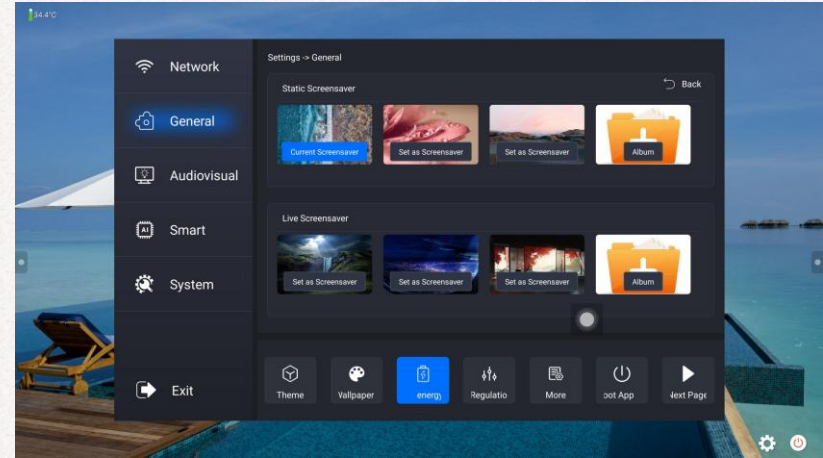 34.4°C
Network
General
Audiovisual
Smart
System
Exit
Settings -> General
Static Screensaver
Back
Current Screensaver
Set as Screensaver
Set as Screensaver
Album
Live Screensaver
Set as Screensaver
Set as Screensaver
Set as Screensaver
Album
Theme
Vallpaper
energy
Regulatio
More
oot App
Next Page